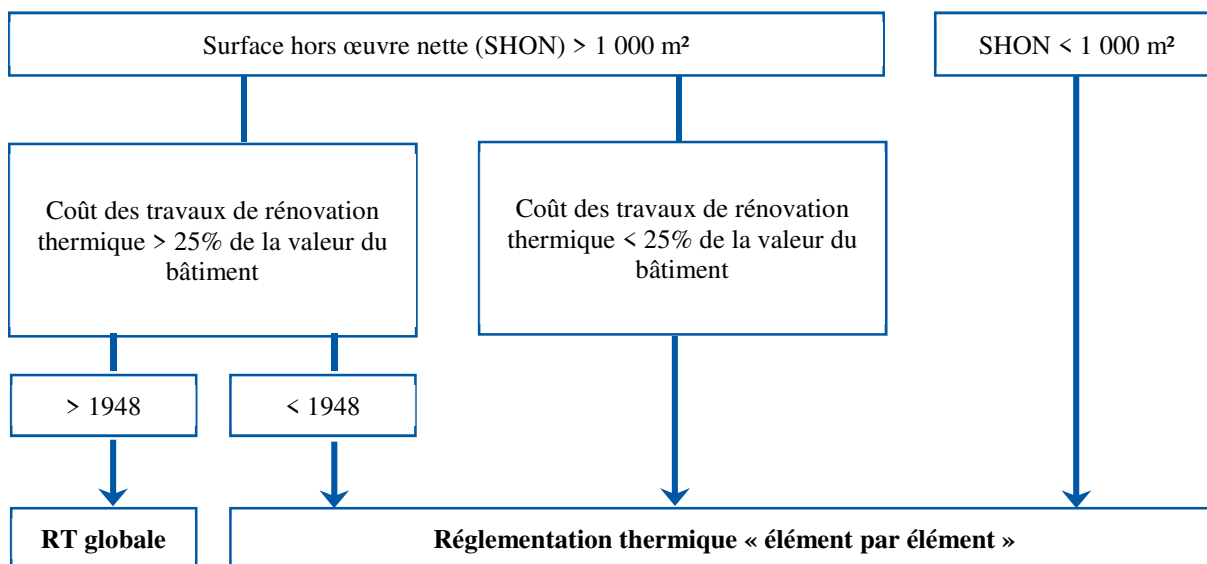 Surface hors œuvre nette (SHON) > 1 000 m²
SHON < 1 000 m²
Coût des travaux de rénovation
thermique > 25% de la valeur du
bâtiment
Coût des travaux de rénovation
thermique < 25% de la valeur du
bâtiment
> 1948
< 1948
RT globale
Réglementation thermique « élément par élément »